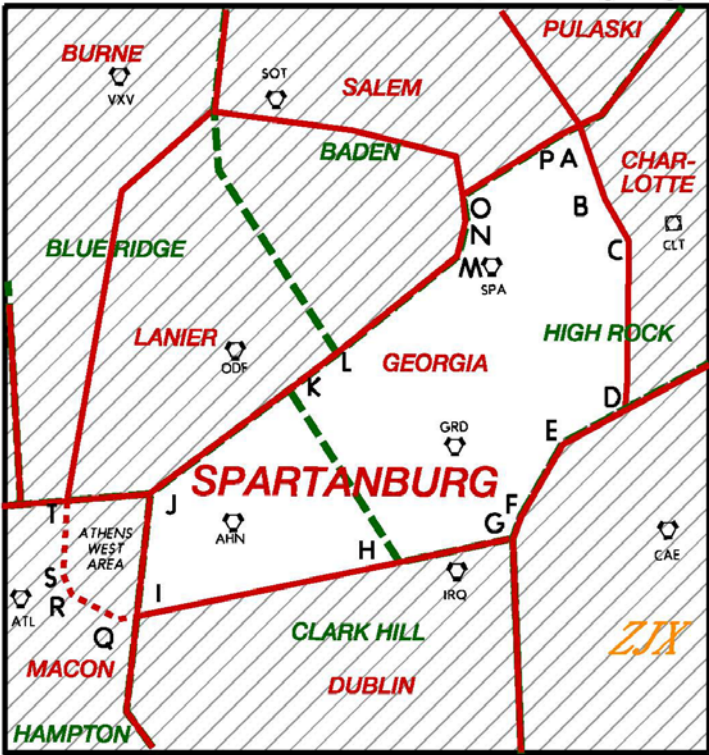 PULASKI
BURNE
VXV
SOT
SALEM
BADEN
P A
CHAR-
LOTTE
B
O
N
C
CLT
BLUE RIDGE
M
SPA
LANIER
ODF
L
GEORGIA
HIGH ROCK
K
D
GRD
E
SPARTANBURG
J
F
T
AHN
G
ATHENS
WEST
AREA
H
CAE
S
R
ATL
I
IRQ
Q
CLARK HILL
ZJX
MACON
DUBLIN
HAMPTON